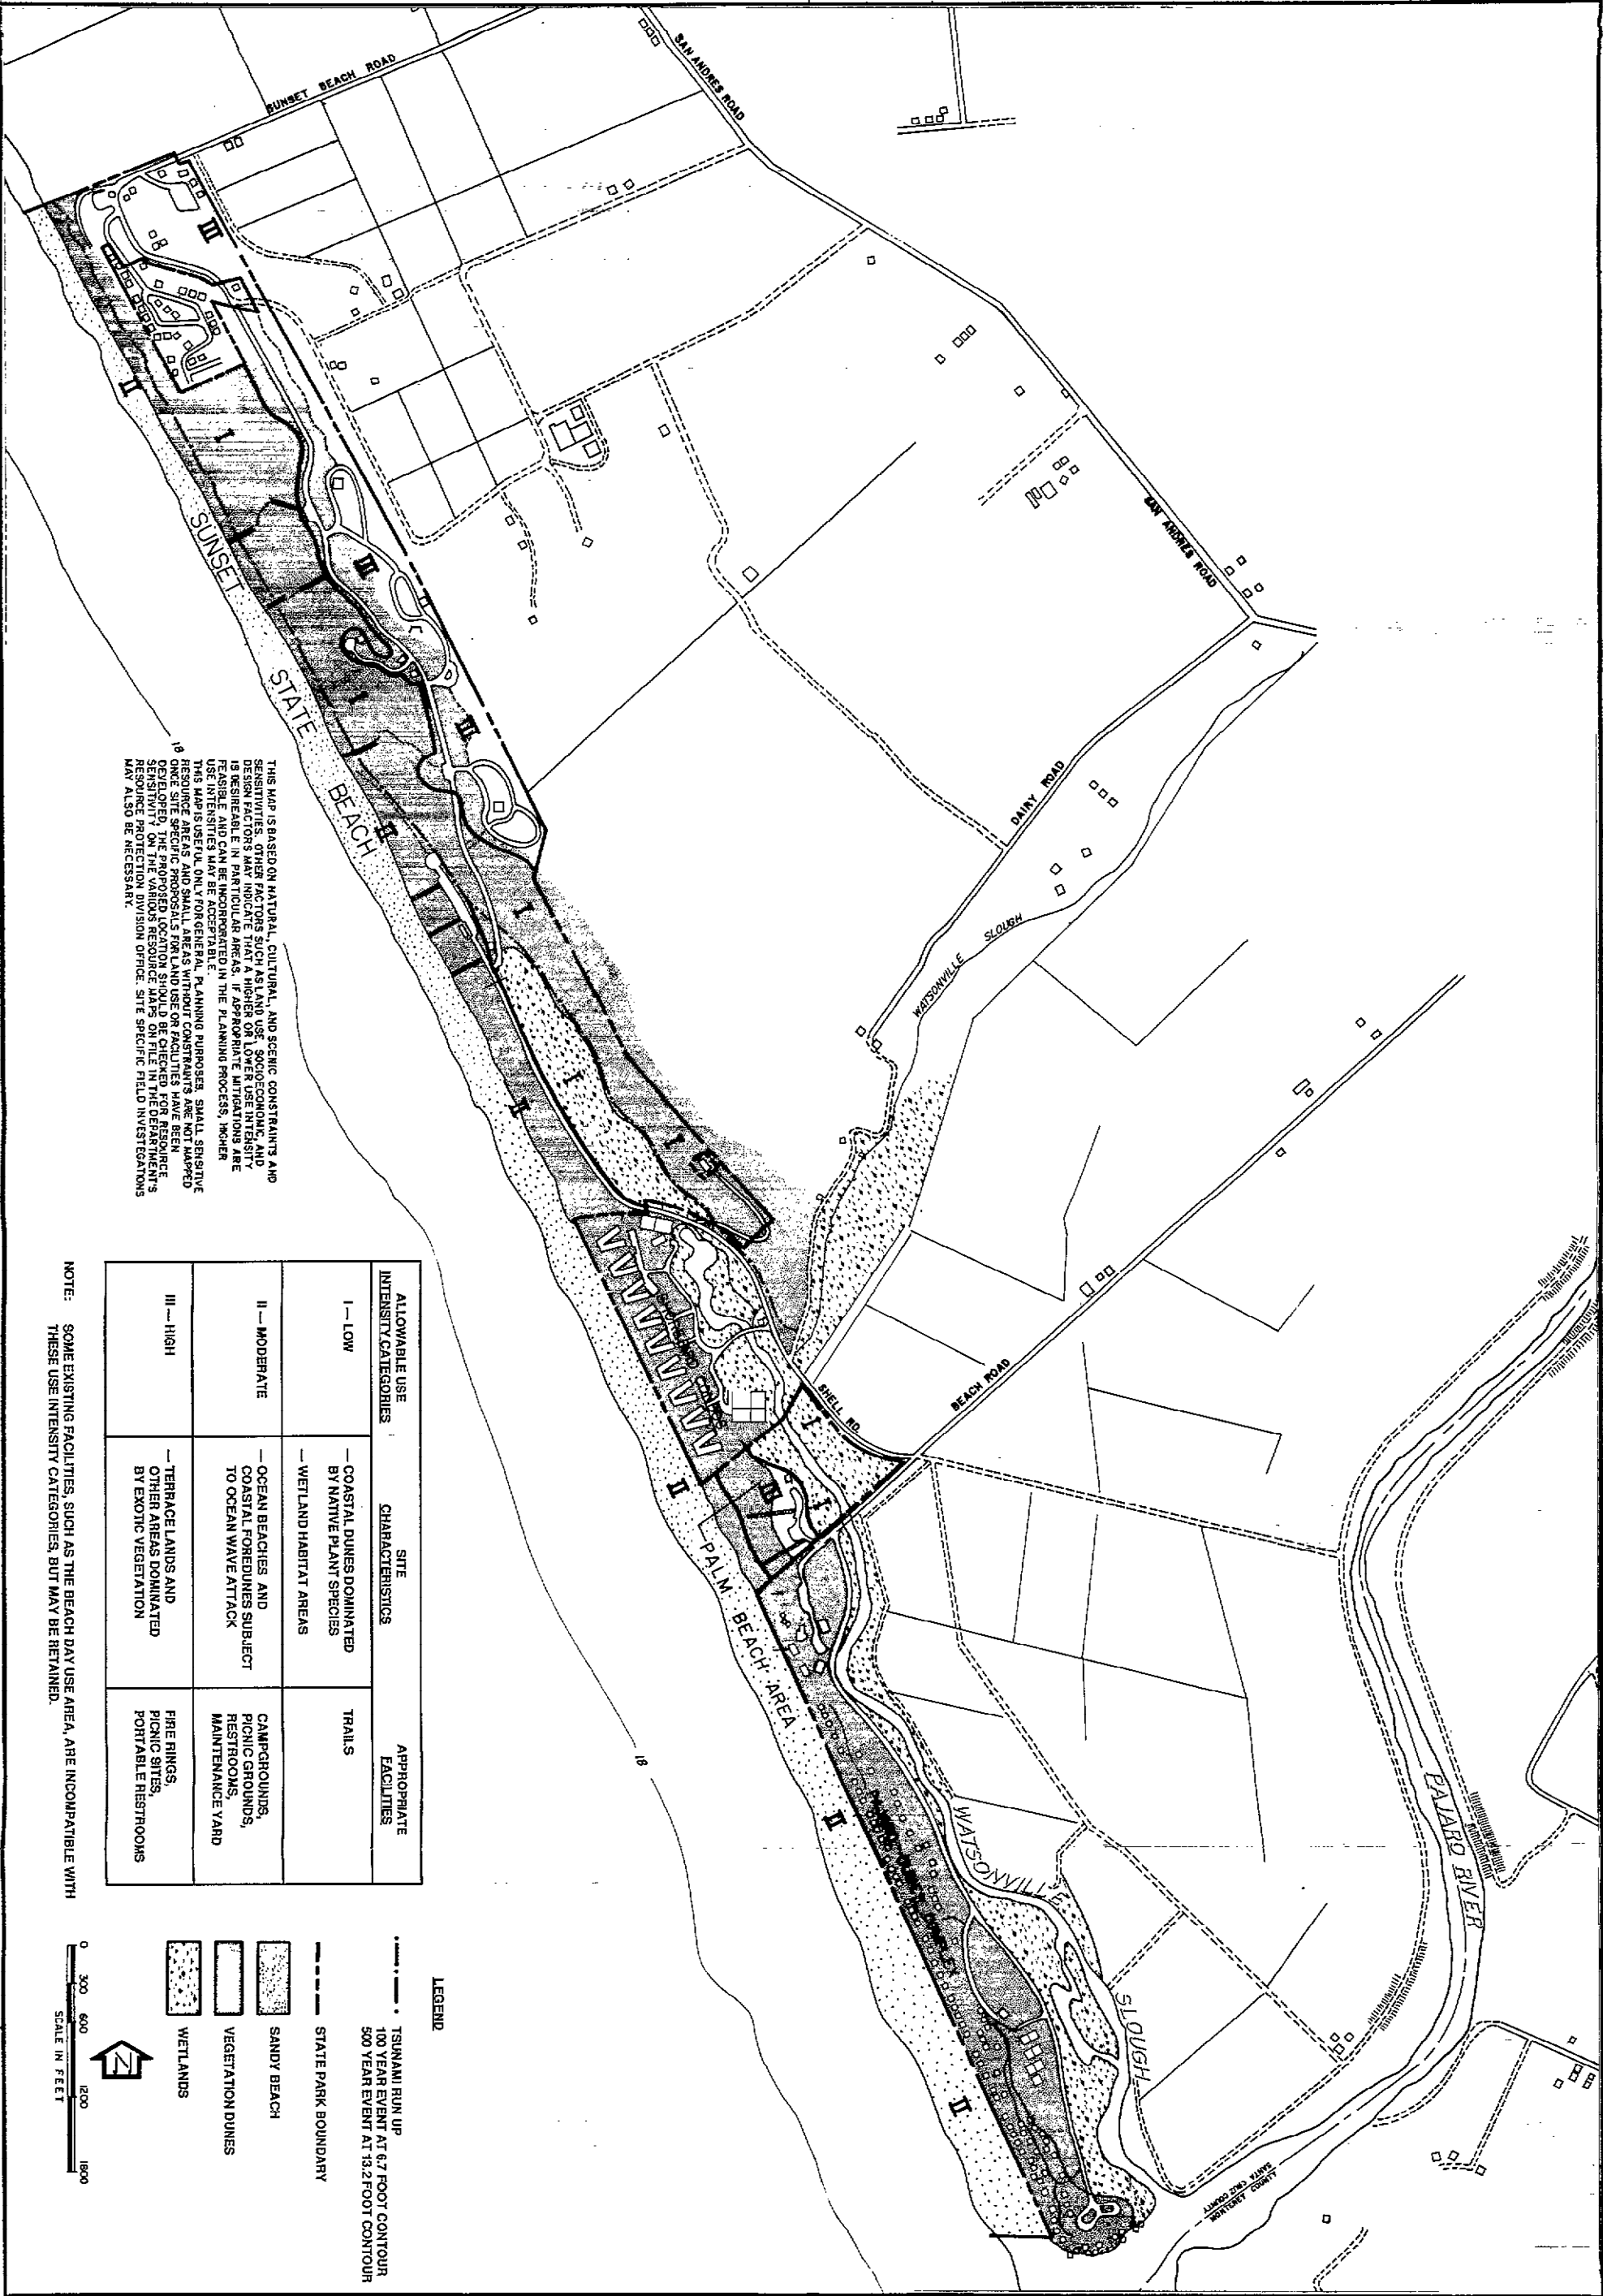 SUNSET BEACH ROAD
SAN ANDRES ROAD
SAN ANDRES ROAD
DAIRY ROAD
WATSONVILLE SLOUGH
BEACH ROAD
SHELL RD.
PAJARO RIVER
WATSONVILLE
SLOUGH
MONTEREY COUNTY
SANTA CRUZ COUNTY
SUNSET
STATE
BEACH
PALM BEACH AREA
III
II
I
III
I
III
II
I
II
I
I
I
I
II
III
II
II
18
18
THIS MAP IS BASED ON NATURAL, CULTURAL, AND SCENIC CONSTRAINTS AND
SENSITIVITIES. OTHER FACTORS SUCH AS LAND USE, SOCIOECONOMIC, AND
DESIGN FACTORS MAY INDICATE THAT A HIGHER OR LOWER USE INTENSITY
IS DESIREABLE IN PARTICULAR AREAS. IF APPROPRIATE MITIGATIONS ARE
FEASIBLE AND CAN BE INCORPORATED IN THE PLANNING PROCESS, HIGHER
USE INTENSITIES MAY BE ACCEPTABLE.
THIS MAP IS USEFUL ONLY FOR GENERAL PLANNING PURPOSES. SMALL SENSITIVE
RESOURCE AREAS AND SMALL AREAS WITHOUT CONSTRAINTS ARE NOT MAPPED
ONCE SITE SPECIFIC PROPOSALS FOR LAND USE OR FACILITIES HAVE BEEN
DEVELOPED, THE PROPOSED LOCATION SHOULD BE CHECKED FOR RESOURCE
SENSITIVITY ON THE VARIOUS RESOURCE MAPS ON FILE IN THE DEPARTMENT'S
RESOURCE PROTECTION DIVISION OFFICE. SITE SPECIFIC FIELD INVESTIGATIONS
MAY ALSO BE NECESSARY.
ALLOWABLE USE
INTENSITY CATEGORIES
SITE
CHARACTERISTICS
APPROPRIATE
FACILITIES
I — LOW
— COASTAL DUNES DOMINATED
BY NATIVE PLANT SPECIES
— WETLAND HABITAT AREAS
TRAILS
II — MODERATE
— OCEAN BEACHES AND
COASTAL FOREDUNES SUBJECT
TO OCEAN WAVE ATTACK
CAMPGROUNDS,
PICNIC GROUNDS,
RESTROOMS,
MAINTENANCE YARD
III — HIGH
— TERRACE LANDS AND
OTHER AREAS DOMINATED
BY EXOTIC VEGETATION
FIRE RINGS,
PICNIC SITES,
PORTABLE RESTROOMS
NOTE: SOME EXISTING FACILITIES, SUCH AS THE BEACH DAY USE AREA, ARE INCOMPATIBLE WITH
THESE USE INTENSITY CATEGORIES, BUT MAY BE RETAINED.
LEGEND
TSUNAMI RUN UP
100 YEAR EVENT AT 6.7 FOOT CONTOUR
500 YEAR EVENT AT 13.2 FOOT CONTOUR
STATE PARK BOUNDARY
SANDY BEACH
VEGETATION DUNES
WETLANDS
N
0 300 600 1200 1800
SCALE IN FEET